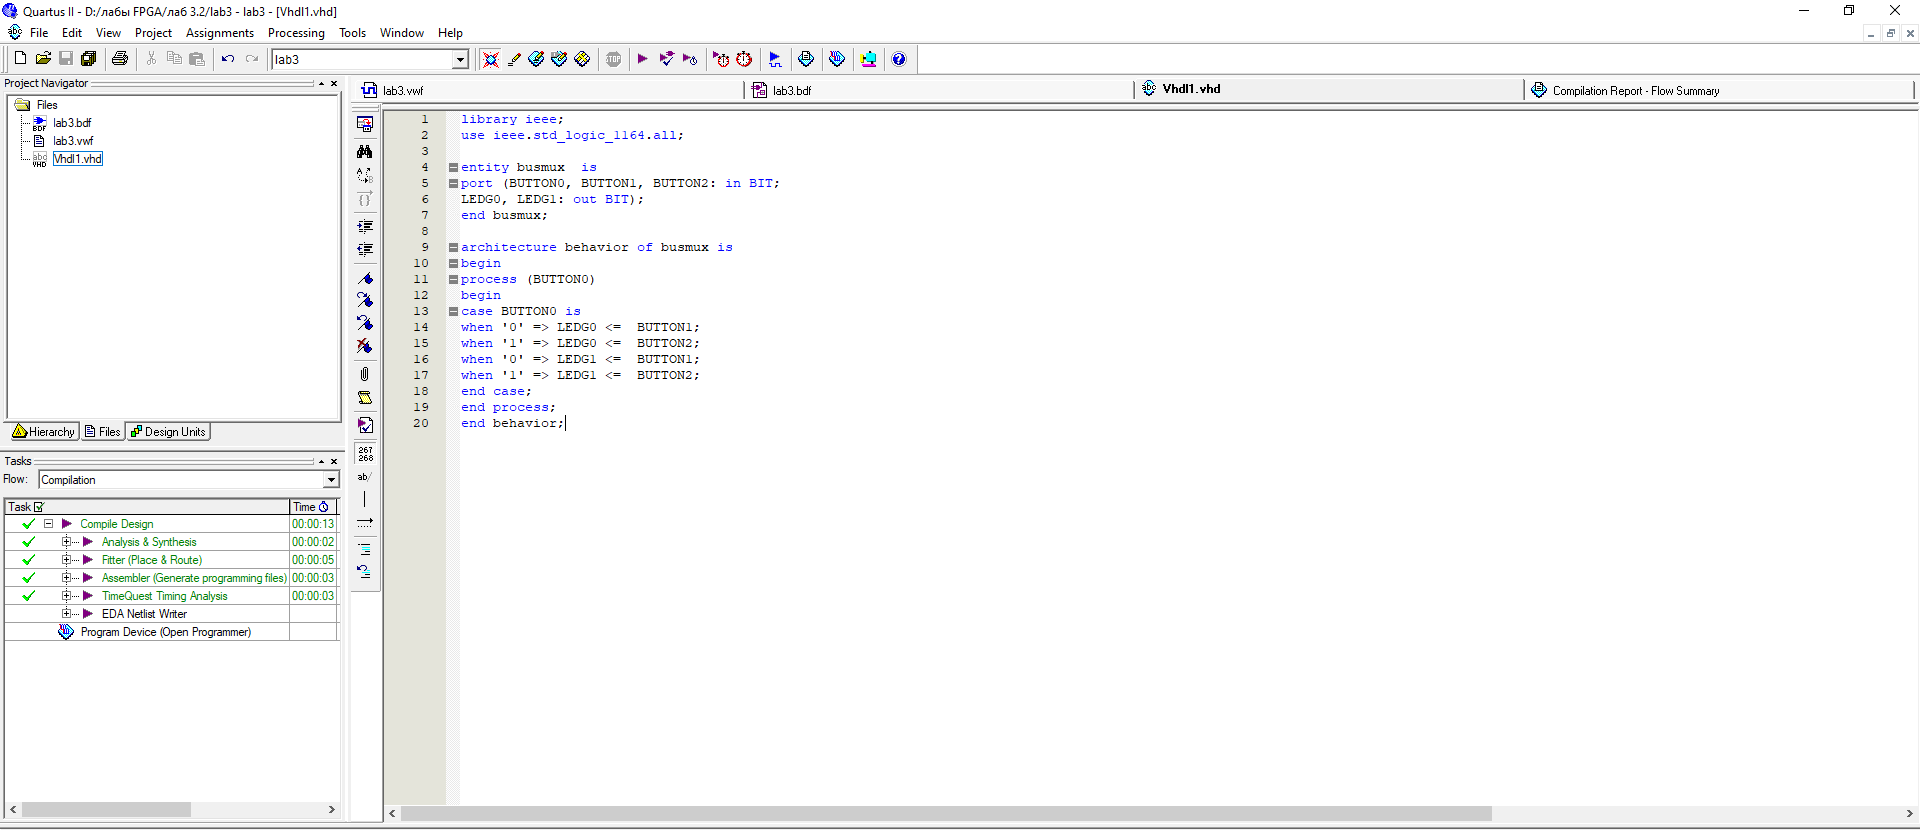 Quartus II - D:/лабы FPGA/лаб 3.2/lab3 - lab3 - [Vhdl1.vhd]
File Edit View Project Assignments Processing Tools Window Help
lab3
Project Navigator
Files
lab3.bdf
lab3.vwf
Vhdl1.vhd
Hierarchy Files Design Units
Tasks
Flow: Compilation
Task Time
Compile Design 00:00:13
Analysis & Synthesis 00:00:02
Fitter (Place & Route) 00:00:05
Assembler (Generate programming files) 00:00:03
TimeQuest Timing Analysis 00:00:03
EDA Netlist Writer
Program Device (Open Programmer)
lab3.vwf lab3.bdf Vhdl1.vhd Compilation Report - Flow Summary
267
268
ab/
1 library ieee;
2 use ieee.std_logic_1164.all;
3
4 entity busmux  is
5 port (BUTTON0, BUTTON1, BUTTON2: in BIT;
6 LEDG0, LEDG1: out BIT);
7 end busmux;
8
9 architecture behavior of busmux is
10 begin
11 process (BUTTON0)
12 begin
13 case BUTTON0 is
14 when '0' => LEDG0 <=  BUTTON1;
15 when '1' => LEDG0 <=  BUTTON2;
16 when '0' => LEDG1 <=  BUTTON1;
17 when '1' => LEDG1 <=  BUTTON2;
18 end case;
19 end process;
20 end behavior;